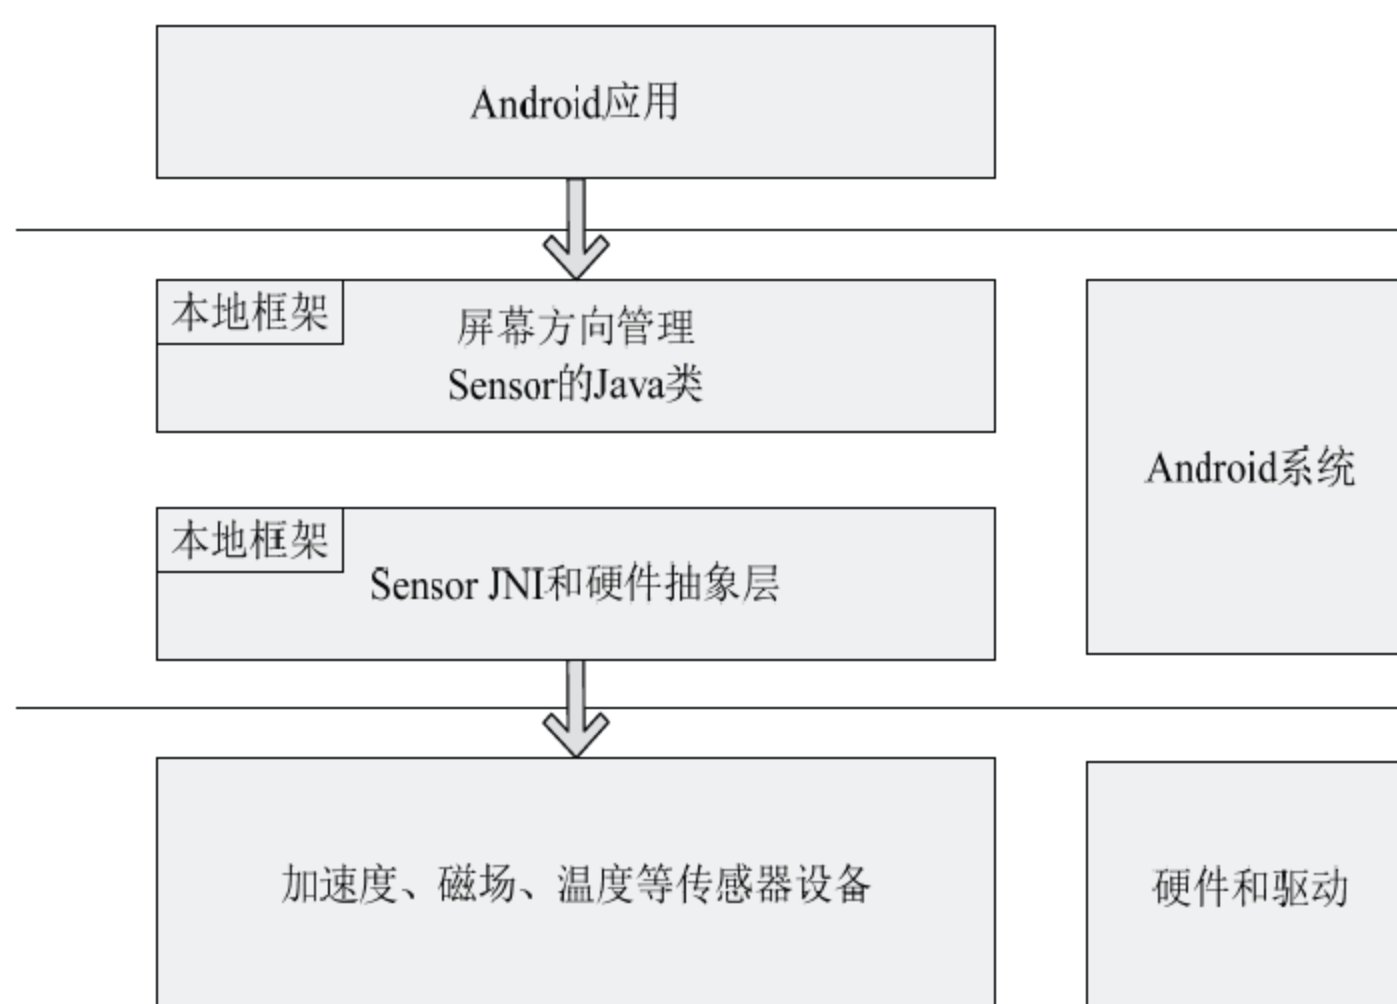 Android应用
本地框架
屏幕方向管理
Sensor的Java类
Android系统
本地框架
Sensor JNI和硬件抽象层
加速度、磁场、温度等传感器设备
硬件和驱动